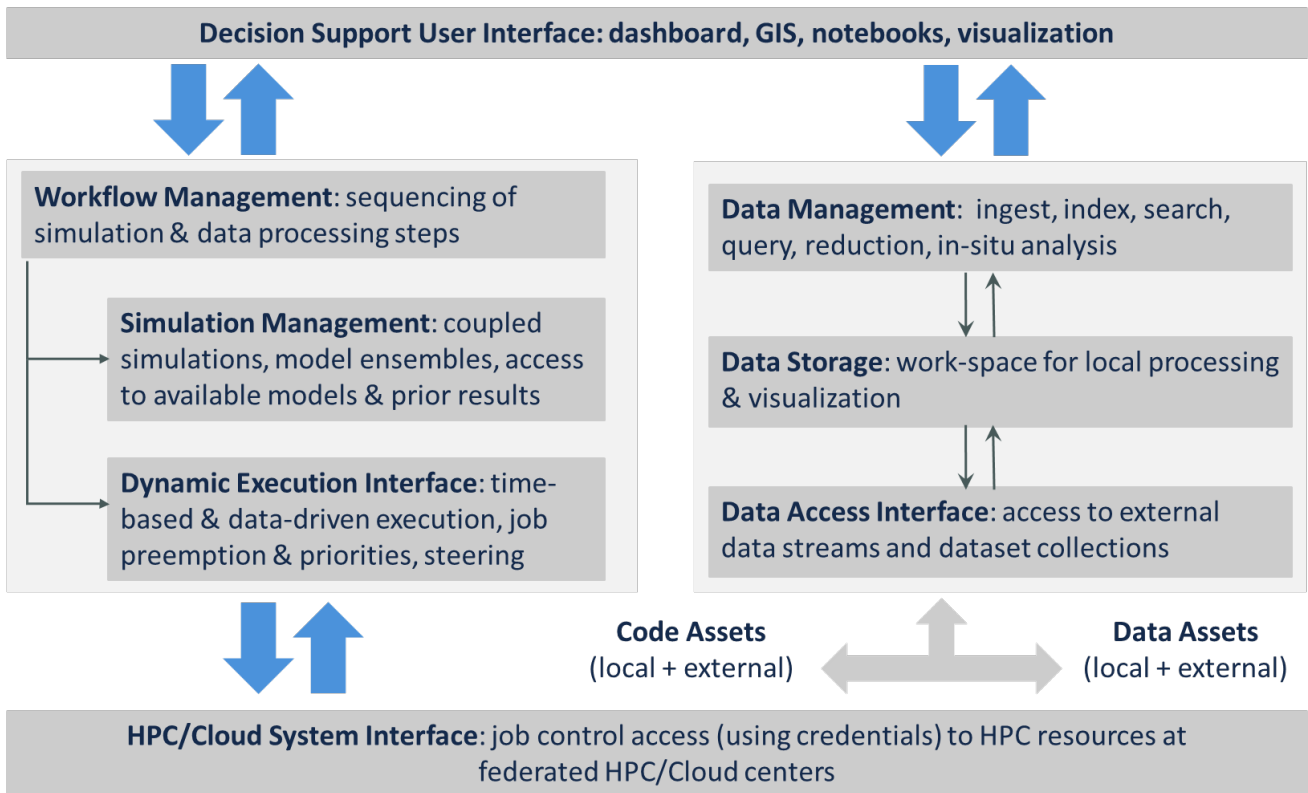 Decision Support User Interface: dashboard, GIS, notebooks, visualization
Workflow Management: sequencing of
simulation & data processing steps
Simulation Management: coupled
simulations, model ensembles, access
to available models & prior results
Dynamic Execution Interface: time-
based & data-driven execution, job
preemption & priorities, steering
Data Management:  ingest, index, search,
query, reduction, in-situ analysis
Data Storage: work-space for local processing
& visualization
Data Access Interface: access to external
data streams and dataset collections
Code Assets
(local + external)
Data Assets
(local + external)
HPC/Cloud System Interface: job control access (using credentials) to HPC resources at
federated HPC/Cloud centers